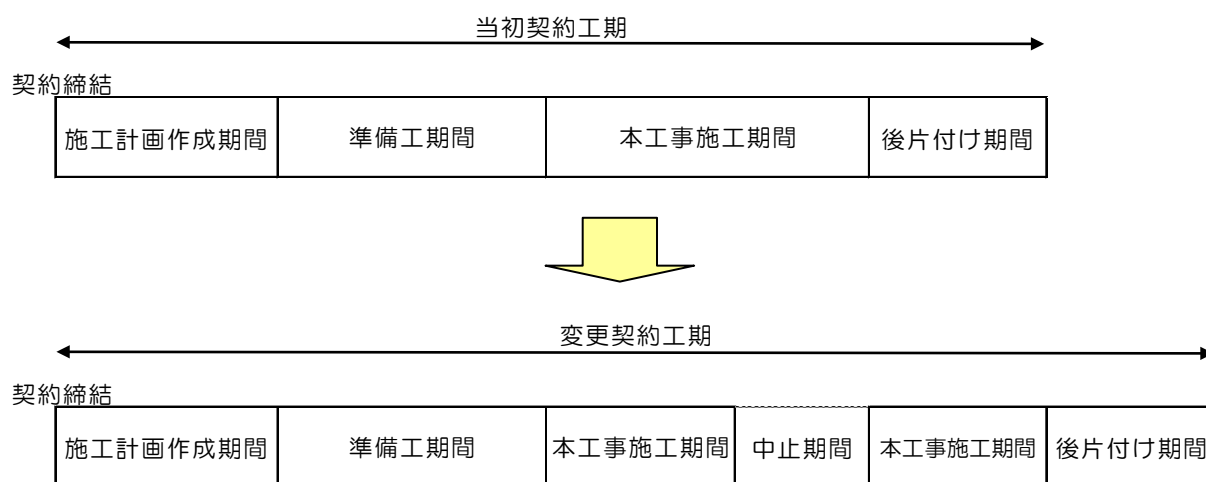 当初契約工期
契約締結
施工計画作成期間 準備工期間 本工事施工期間 後片付け期間
変更契約工期
契約締結
施工計画作成期間 準備工期間 本工事施工期間 中止期間 本工事施工期間 後片付け期間